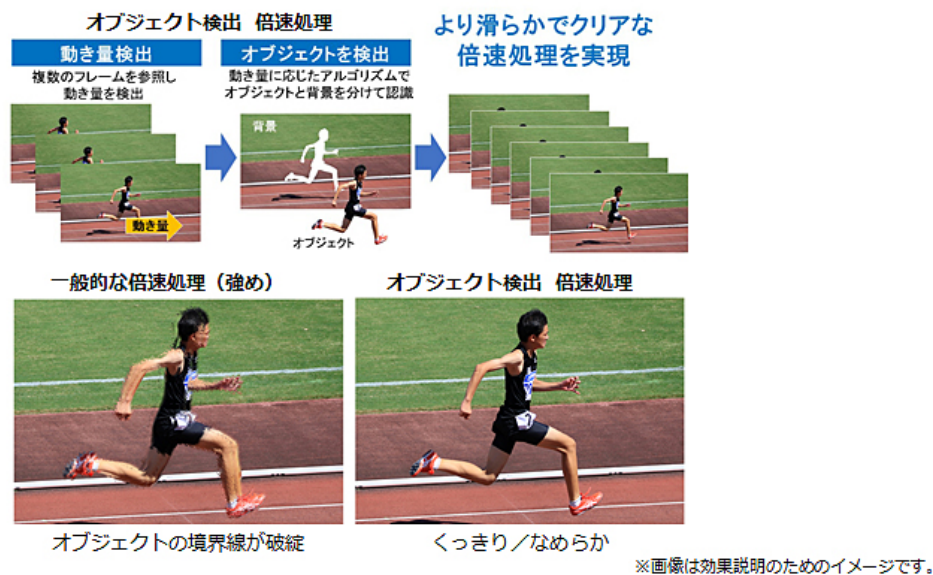 オブジェクト検出 倍速処理
動き量検出
複数のフレームを参照し
動き量を検出
動き量
オブジェクトを検出
動き量に応じたアルゴリズムで
オブジェクトと背景を分けて認識
背景
オブジェクト
より滑らかでクリアな
倍速処理を実現
一般的な倍速処理（強め）
オブジェクトの境界線が破綻
オブジェクト検出 倍速処理
くっきり／なめらか
※画像は効果説明のためのイメージです。